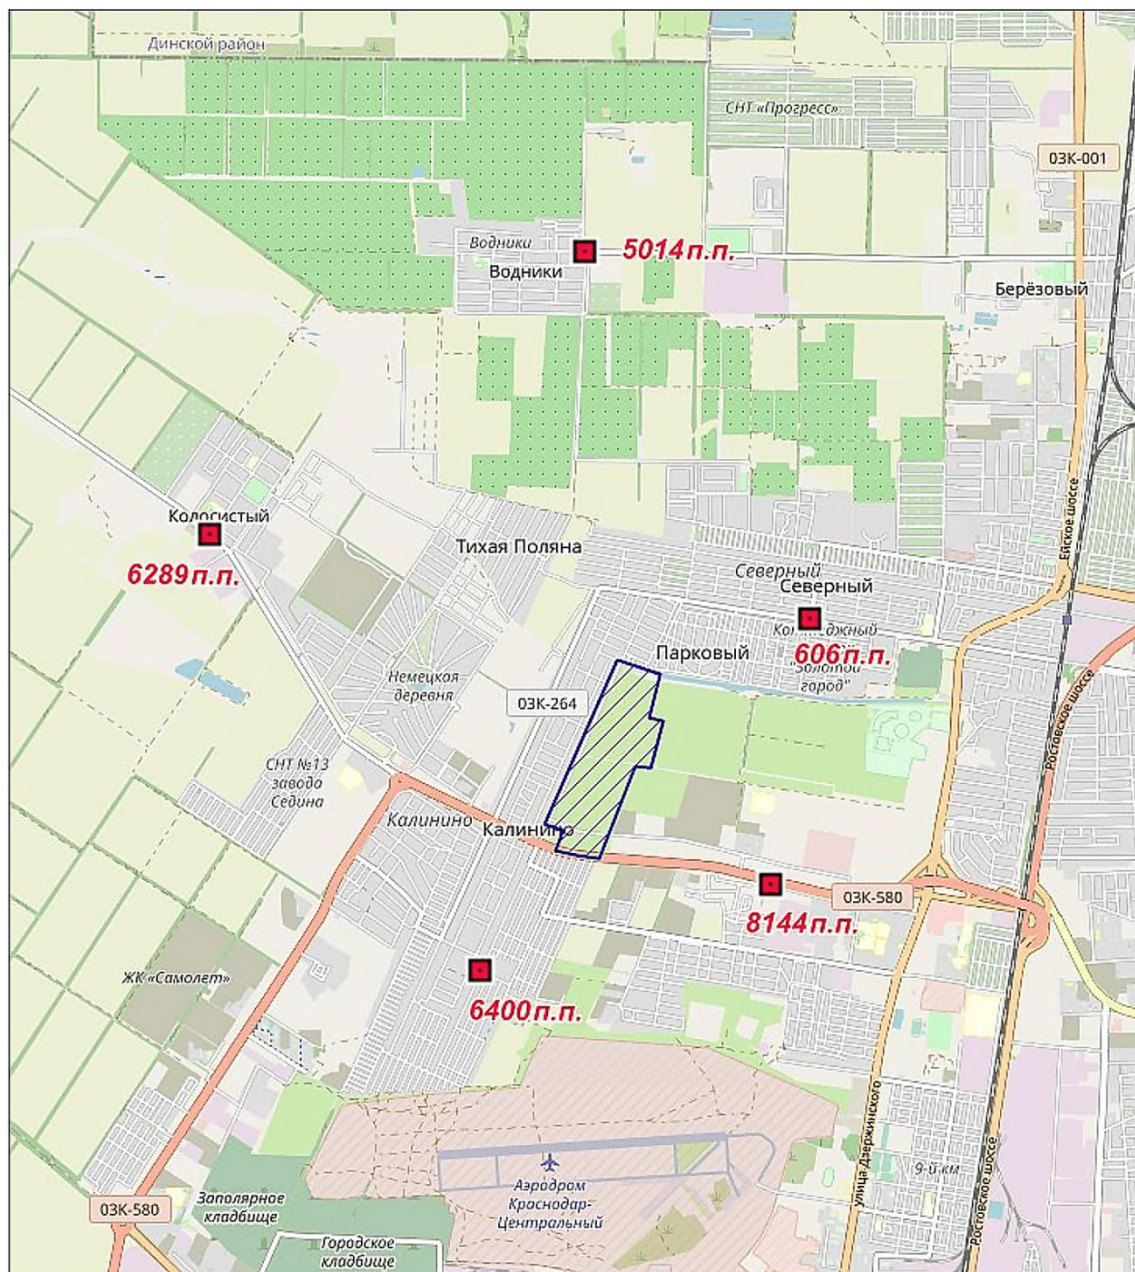 Динской район
СНТ «Прогресс»
03К-001
Водники
5014п.п.
Водники
Берёзовый
Ейское шоссе
Колосистый
Тихая Поляна
6289п.п.
Северный
Северный
Коттеджный
606п.п.
"Золотой
город"
Парковый
Немецкая
деревня
03К-264
Ростовское шоссе
СНТ №13
завода
Седина
Калинино
Калинино
8144п.п.
03К-580
ЖК «Самолет»
6400п.п.
улица Дзержинского
Ростовское шоссе
9-й км
Аэродром
Краснодар-
Центральный
Заполярное
кладбище
03К-580
Городское
кладбище